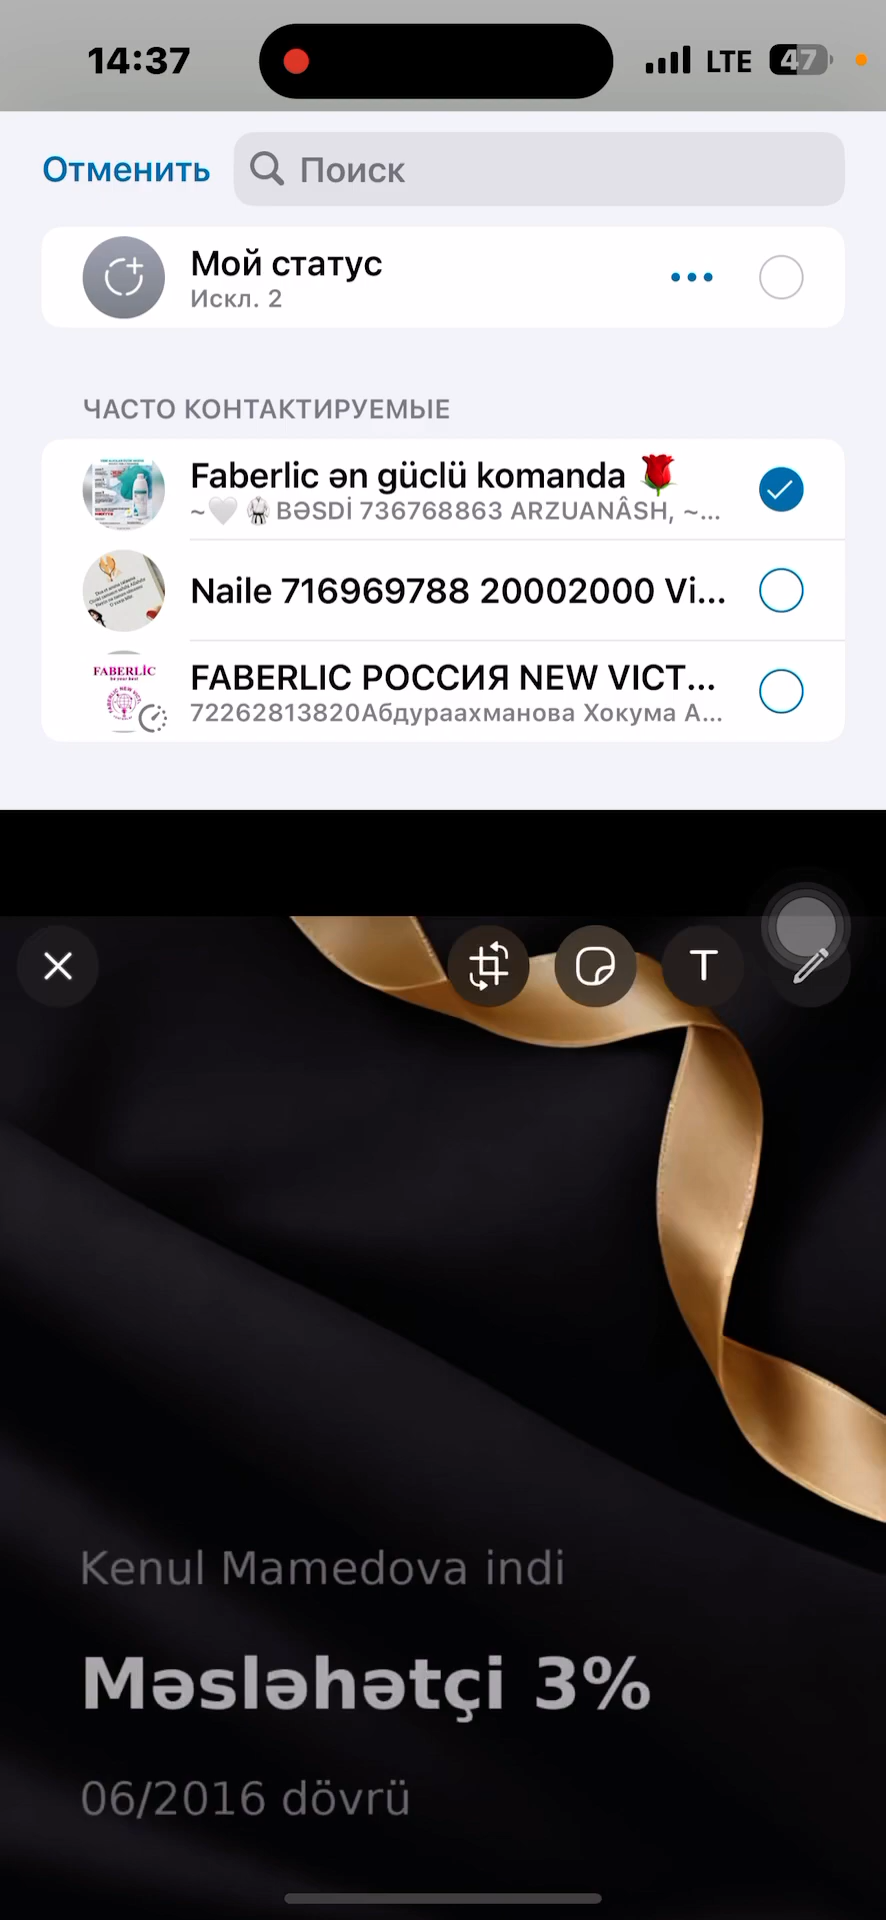 14:37
LTE 47
Отменить
Поиск
Мой статус
Искл. 2
ЧАСТО КОНТАКТИРУЕМЫЕ
Faberlic ən güclü komanda 🌹
~🤍🥋BƏSDİ 736768863 ARZUANÂSH, ~...
Naile 716969788 20002000 Vi...
FABERLİC
FABERLIC РОССИЯ NEW VICT...
72262813820Абдураахманова Хокума А...
T
Kenul Mamedova indi
Məsləhətçi 3%
06/2016 dövrü